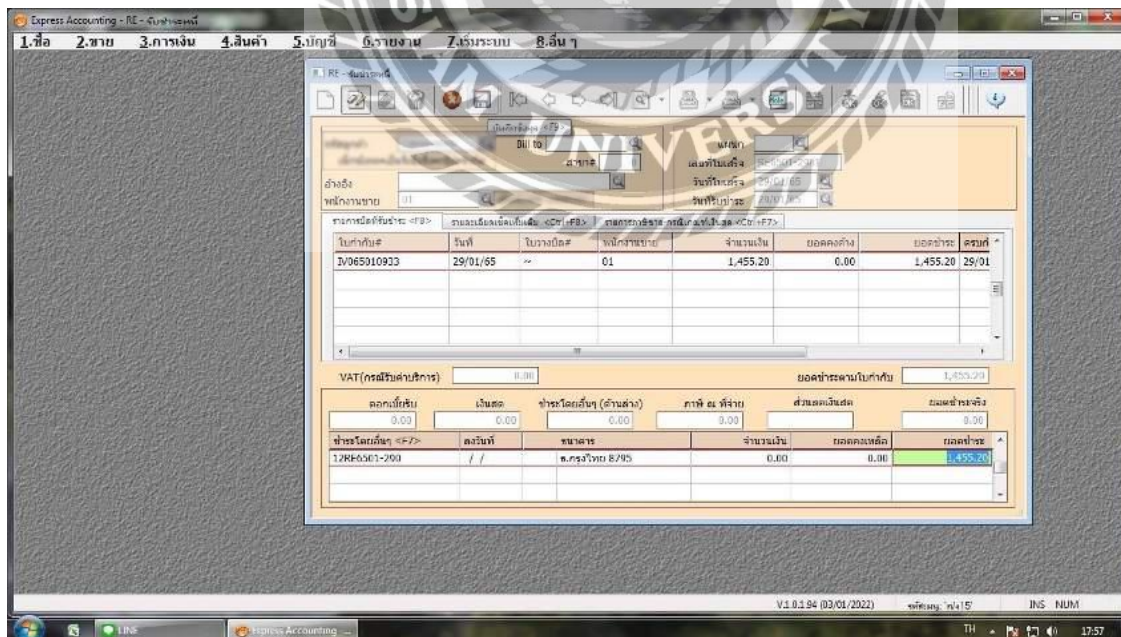 Express Accounting - RE - รับชำระหนี้
1.ซื้อ 2.ขาย 3.การเงิน 4.สินค้า 5.บัญชี 6.รายงาน 7.เริ่มระบบ 8.อื่น ๆ
RE - รับชำระหนี้
UNIVERSITY
บันทึกข้อมูล <F9>
Bill to แผนก
สาขา# 0 เลขที่ใบเสร็จ
อ้างอิง วันที่ใบเสร็จ 29/01/65
พนักงานขาย 01 วันที่รับชำระ 29/01/65
รายการบิลที่รับชำระ <F8>
ใบกำกับ# วันที่ ใบวางบิล# พนักงานขาย จำนวนเงิน ยอดคงค้าง ยอดชำระ ครบกำ
IV065010923 29/01/65 ~ 01 1,455.20 0.00 1,455.20 29/01
VAT(กรณีรับค่าบริการ) 0.00 ยอดชำระตามใบกำกับ 1,455.20
ดอกเบี้ยรับ เงินสด ชำระโดยอื่นๆ (ด้านล่าง) ภาษี ณ ที่จ่าย ส่วนลดเงินสด ยอดชำระจริง
0.00 0.00 0.00 0.00 0.00
ชำระโดยอื่นๆ <F7> ลงวันที่ ธนาคาร จำนวนเงิน ยอดคงเหลือ ยอดชำระ
12RE6501-290 / / ธ.กรุงไทย 8795 0.00 0.00 1,455.20
V.1.0.1.94 (03/01/2022) INS NUM
LINE Express Accounting ... TH 17:57